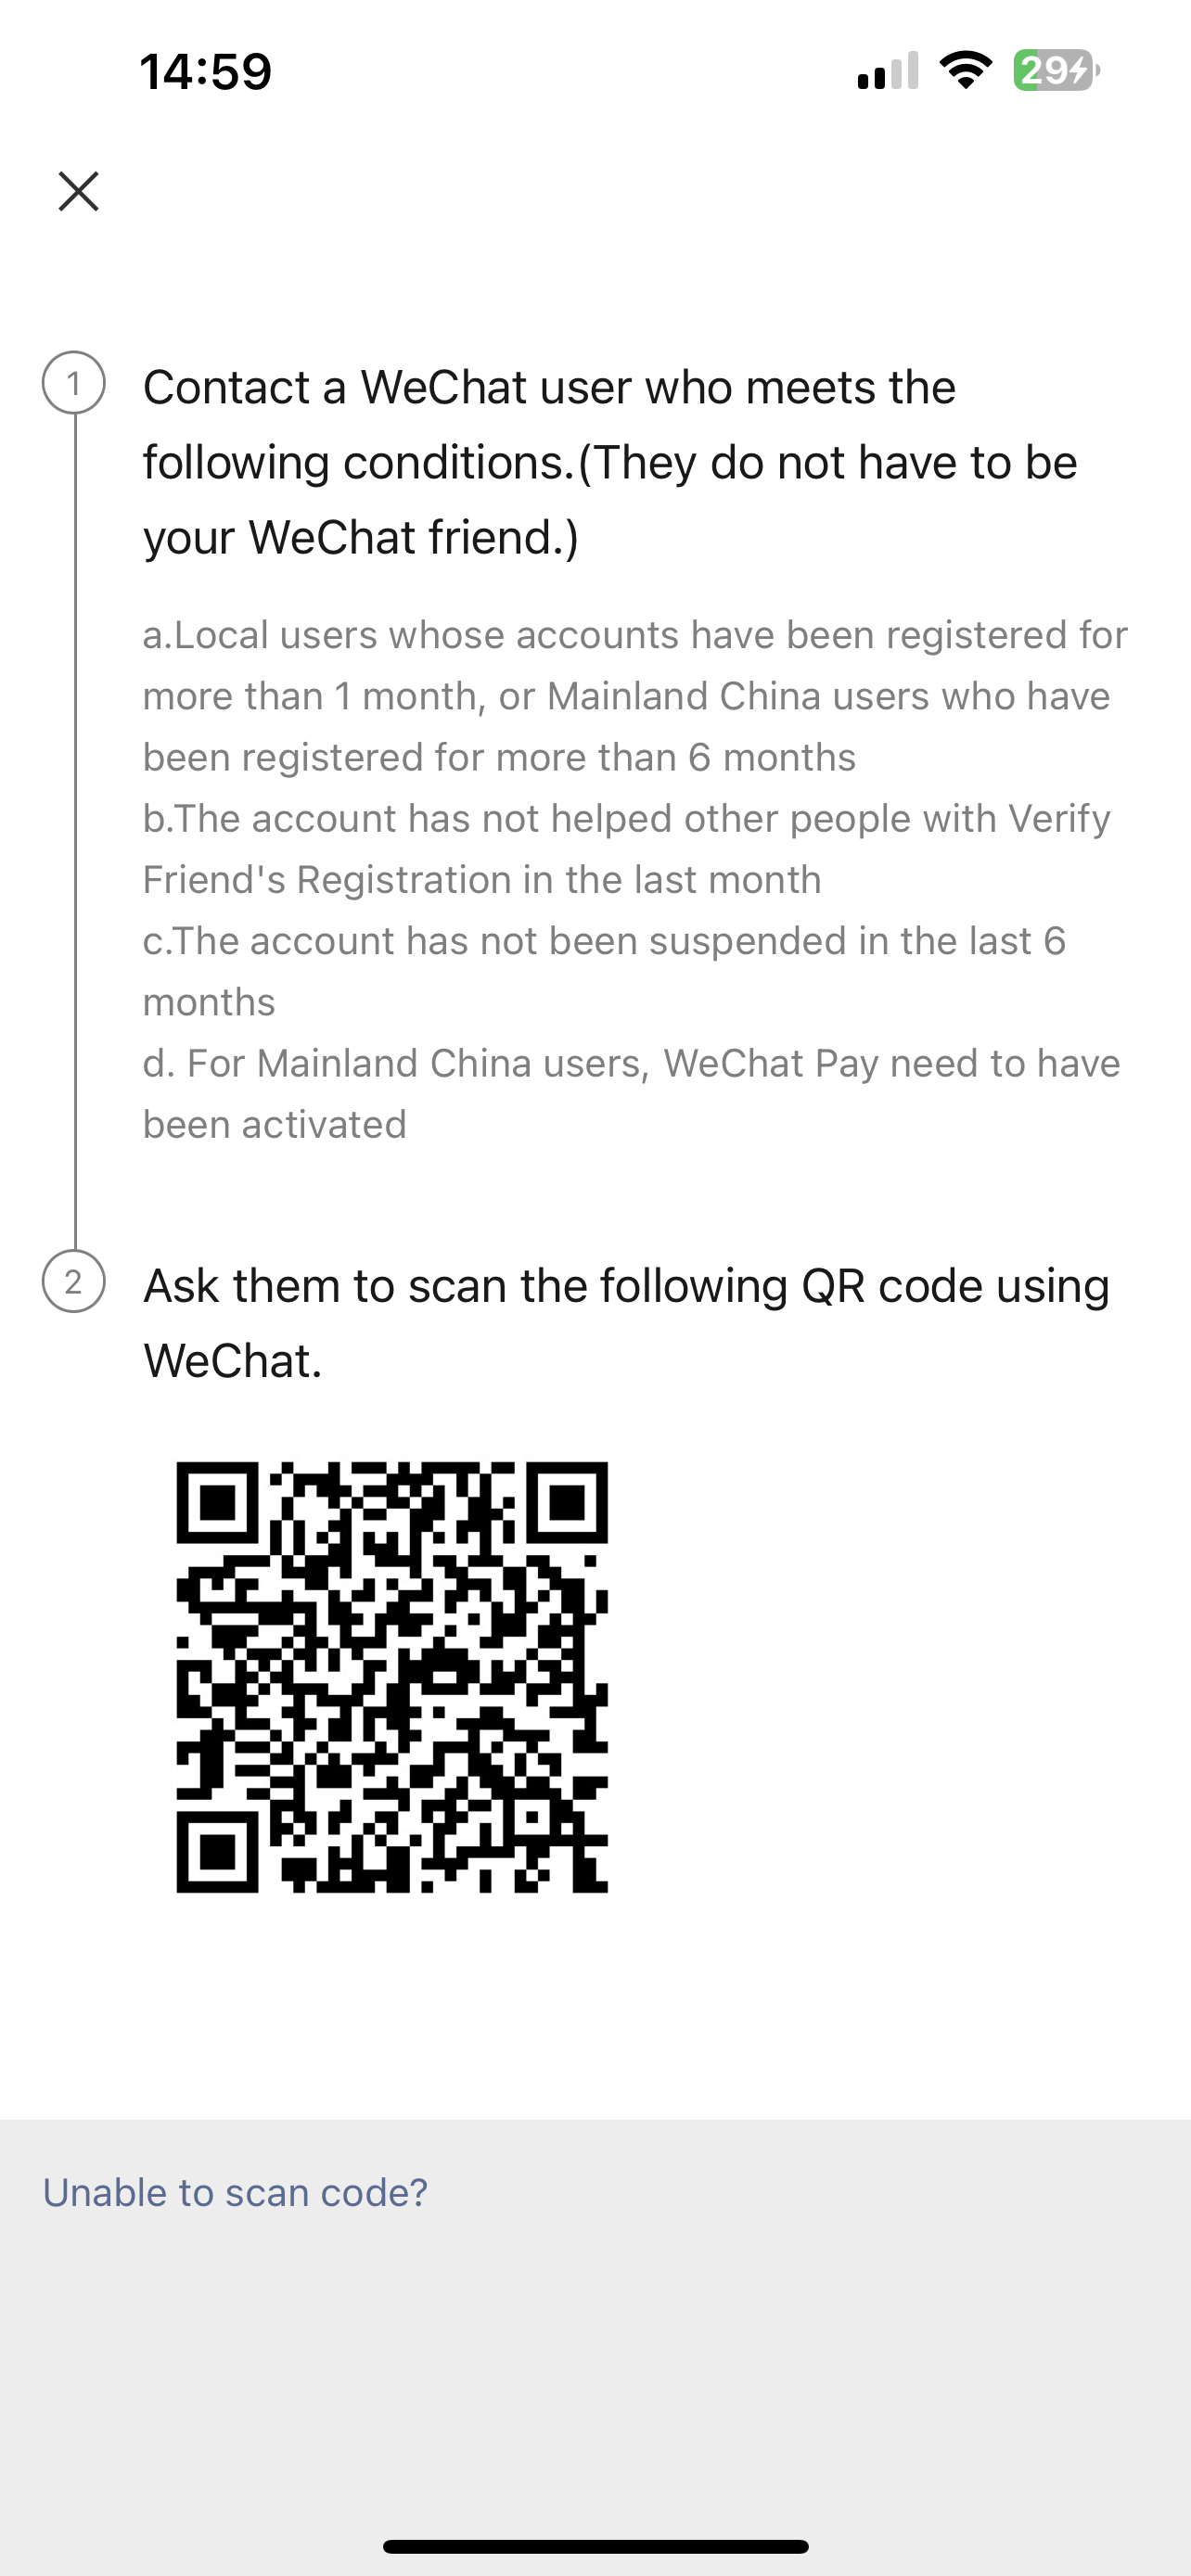 14:59
29
1
Contact a WeChat user who meets the
following conditions.(They do not have to be
your WeChat friend.)
a.Local users whose accounts have been registered for
more than 1 month, or Mainland China users who have
been registered for more than 6 months
b.The account has not helped other people with Verify
Friend's Registration in the last month
c.The account has not been suspended in the last 6
months
d. For Mainland China users, WeChat Pay need to have
been activated
2
Ask them to scan the following QR code using
WeChat.
Unable to scan code?